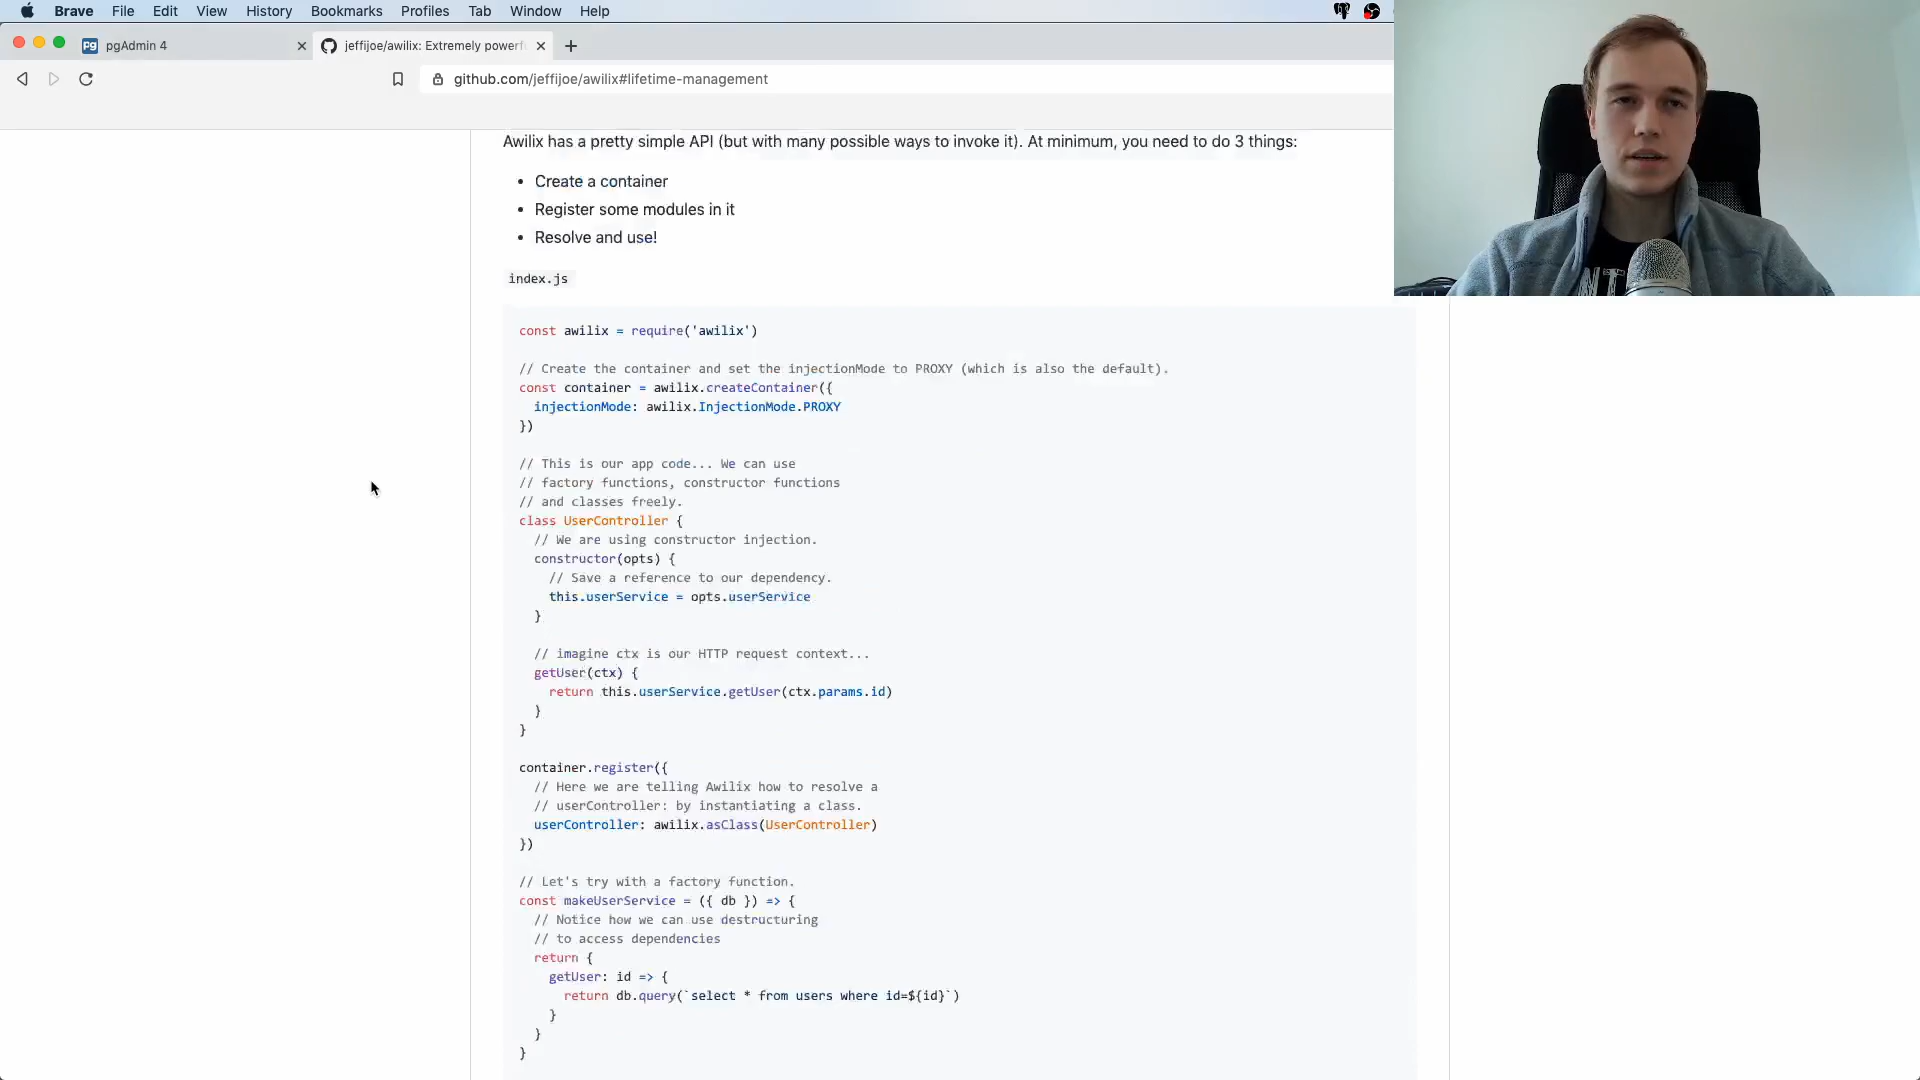 Brave File Edit View History Bookmarks Profiles Tab Window Help
pgAdmin 4
jeffijoe/awilix: Extremely powerf
github.com/jeffijoe/awilix#lifetime-management
Awilix has a pretty simple API (but with many possible ways to invoke it). At minimum, you need to do 3 things:
• Create a container
• Register some modules in it
• Resolve and use!
index.js
const awilix = require('awilix')
// Create the container and set the injectionMode to PROXY (which is also the default).
const container = awilix.createContainer({
injectionMode: awilix.InjectionMode.PROXY
})
// This is our app code... We can use
// factory functions, constructor functions
// and classes freely.
class UserController {
// We are using constructor injection.
constructor(opts) {
// Save a reference to our dependency.
this.userService = opts.userService
}
// imagine ctx is our HTTP request context...
getUser(ctx) {
return this.userService.getUser(ctx.params.id)
}
}
container.register({
// Here we are telling Awilix how to resolve a
// userController: by instantiating a class.
userController: awilix.asClass(UserController)
})
// Let's try with a factory function.
const makeUserService = ({ db }) => {
// Notice how we can use destructuring
// to access dependencies
return {
getUser: id => {
return db.query(`select * from users where id=${id}`)
}
}
}